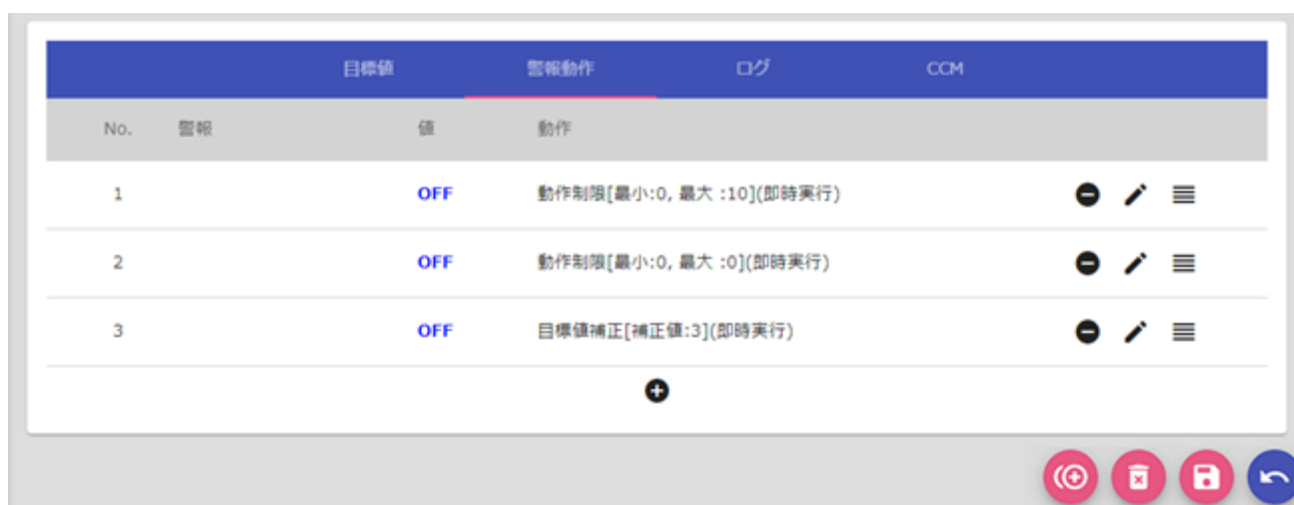 目標値 警報動作 ログ CCM
No. 警報 値 動作
1 OFF 動作制限[最小:0, 最大 :10](即時実行)
2 OFF 動作制限[最小:0, 最大 :0](即時実行)
3 OFF 目標値補正[補正値:3](即時実行)